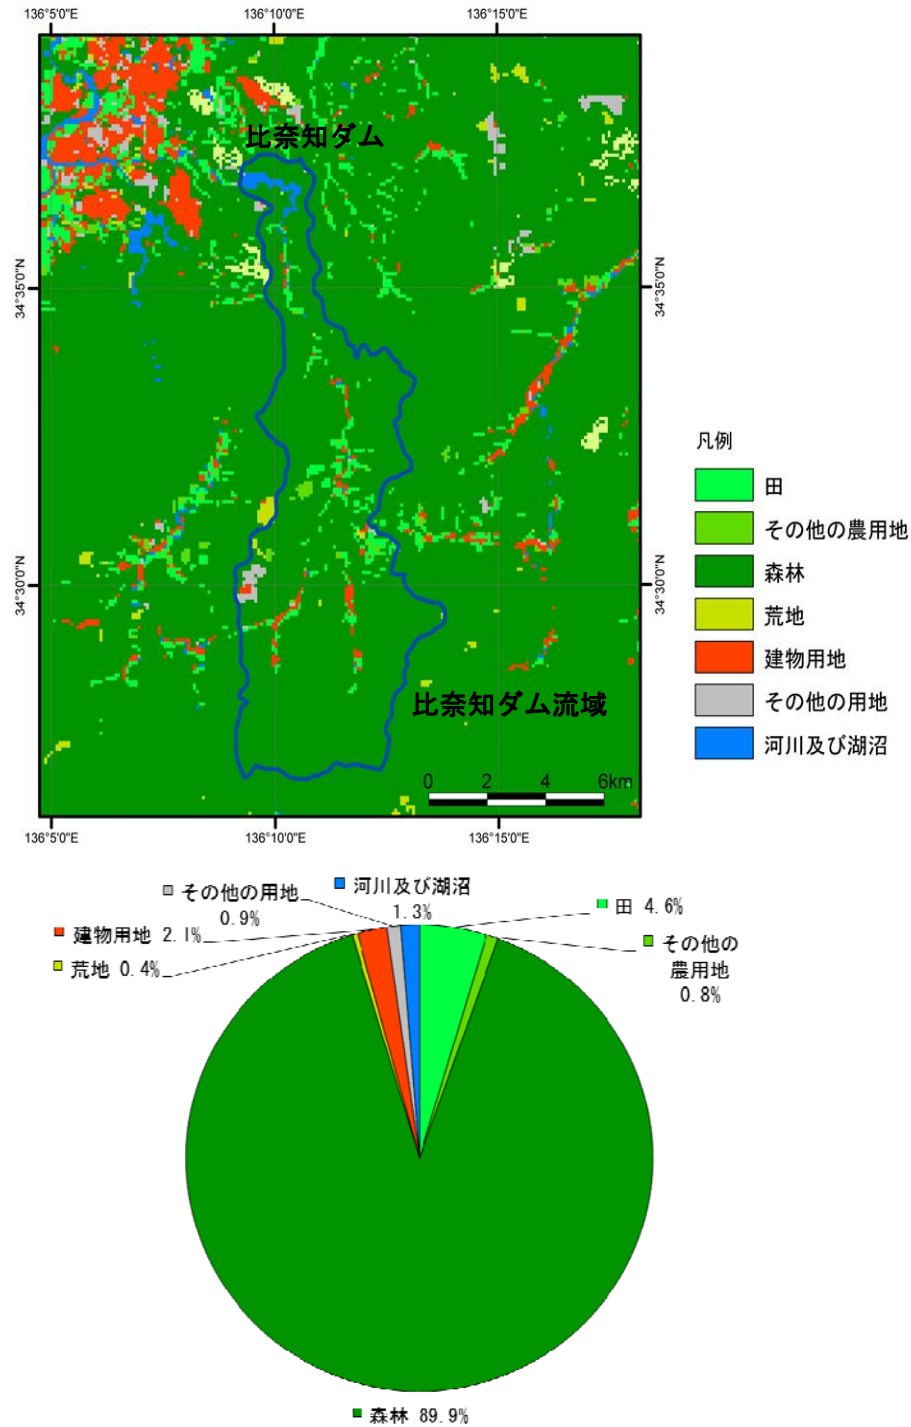 136°5'0"E
136°10'0"E
136°15'0"E
比奈知ダム
34°35'0"N
34°35'0"N
凡例
田
その他の農用地
森林
荒地
建物用地
その他の用地
河川及び湖沼
34°30'0"N
34°30'0"N
比奈知ダム流域
0 2 4 6km
136°5'0"E
136°10'0"E
136°15'0"E
その他の用地
0.9%
河川及び湖沼
1.3%
田 4.6%
建物用地 2.1%
その他の
農用地
0.8%
荒地 0.4%
森林 89.9%